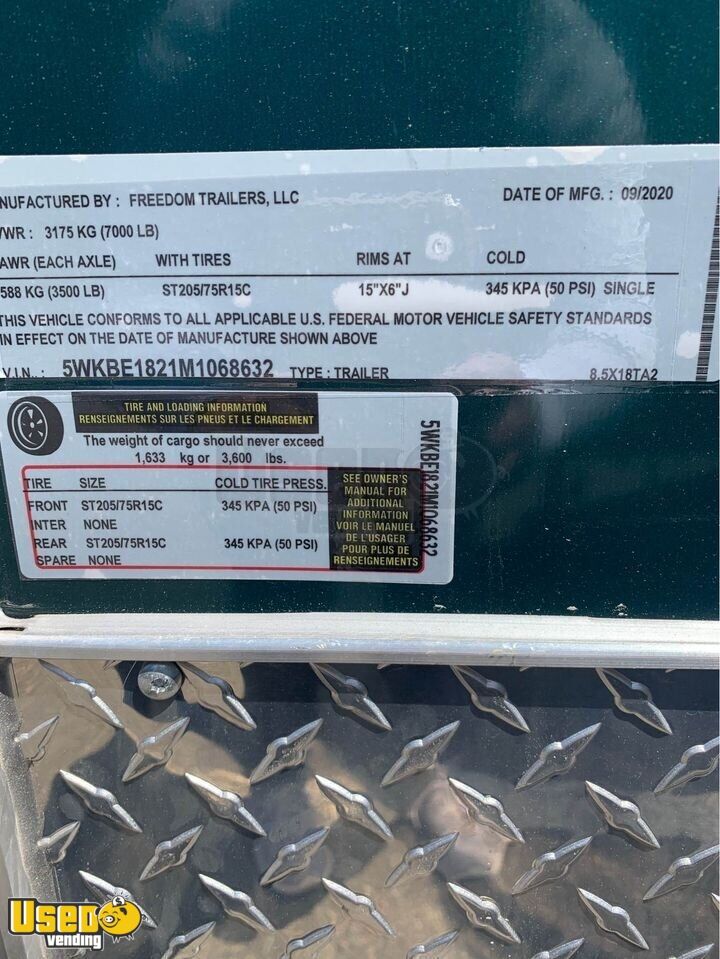 NUFACTURED BY : FREEDOM TRAILERS, LLC DATE OF MFG. : 09/2020
VWR : 3175 KG (7000 LB)
AWR (EACH AXLE) WITH TIRES RIMS AT COLD
588 KG (3500 LB) ST205/75R15C 15"X6"J 345 KPA (50 PSI) SINGLE
THIS VEHICLE CONFORMS TO ALL APPLICABLE U.S. FEDERAL MOTOR VEHICLE SAFETY STANDARDS
IN EFFECT ON THE DATE OF MANUFACTURE SHOWN ABOVE
V.I.N.. : 5WKBE1821M1068632 TYPE : TRAILER 8.5X18TA2
TIRE AND LOADING INFORMATION
RENSEIGNEMENTS SUR LES PNEUS ET LE CHARGEMENT
The weight of cargo should never exceed
1,633 kg or 3,600 lbs.
TIRE SIZE COLD TIRE PRESS.
FRONT ST205/75R15C 345 KPA (50 PSI)
INTER NONE
REAR ST205/75R15C 345 KPA (50 PSI)
SPARE NONE
SEE OWNER'S
MANUAL FOR
ADDITIONAL
INFORMATION
VOIR LE MANUEL
DE L'USAGER
POUR PLUS DE
RENSEIGNEMENTS
5WKBE1821M1068632
Used
vending